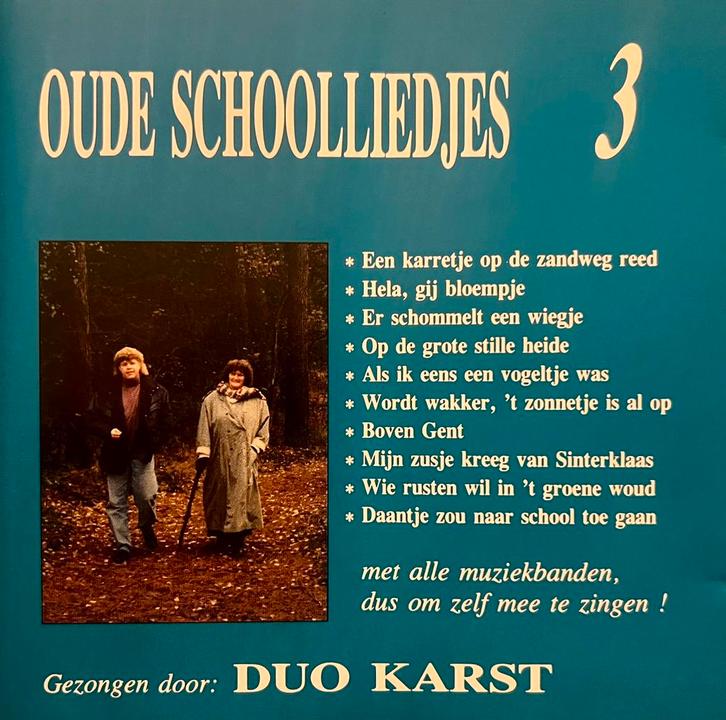 OUDE SCHOOLLIEDJES 3
* Een karretje op de zandweg reed
* Hela, gij bloempje
* Er schommelt een wiegje
* Op de grote stille heide
* Als ik eens een vogeltje was
* Wordt wakker, 't zonnetje is al op
* Boven Gent
* Mijn zusje kreeg van Sinterklaas
* Wie rusten wil in 't groene woud
* Daantje zou naar school toe gaan
met alle muziekbanden,
dus om zelf mee te zingen !
Gezongen door: DUO KARST